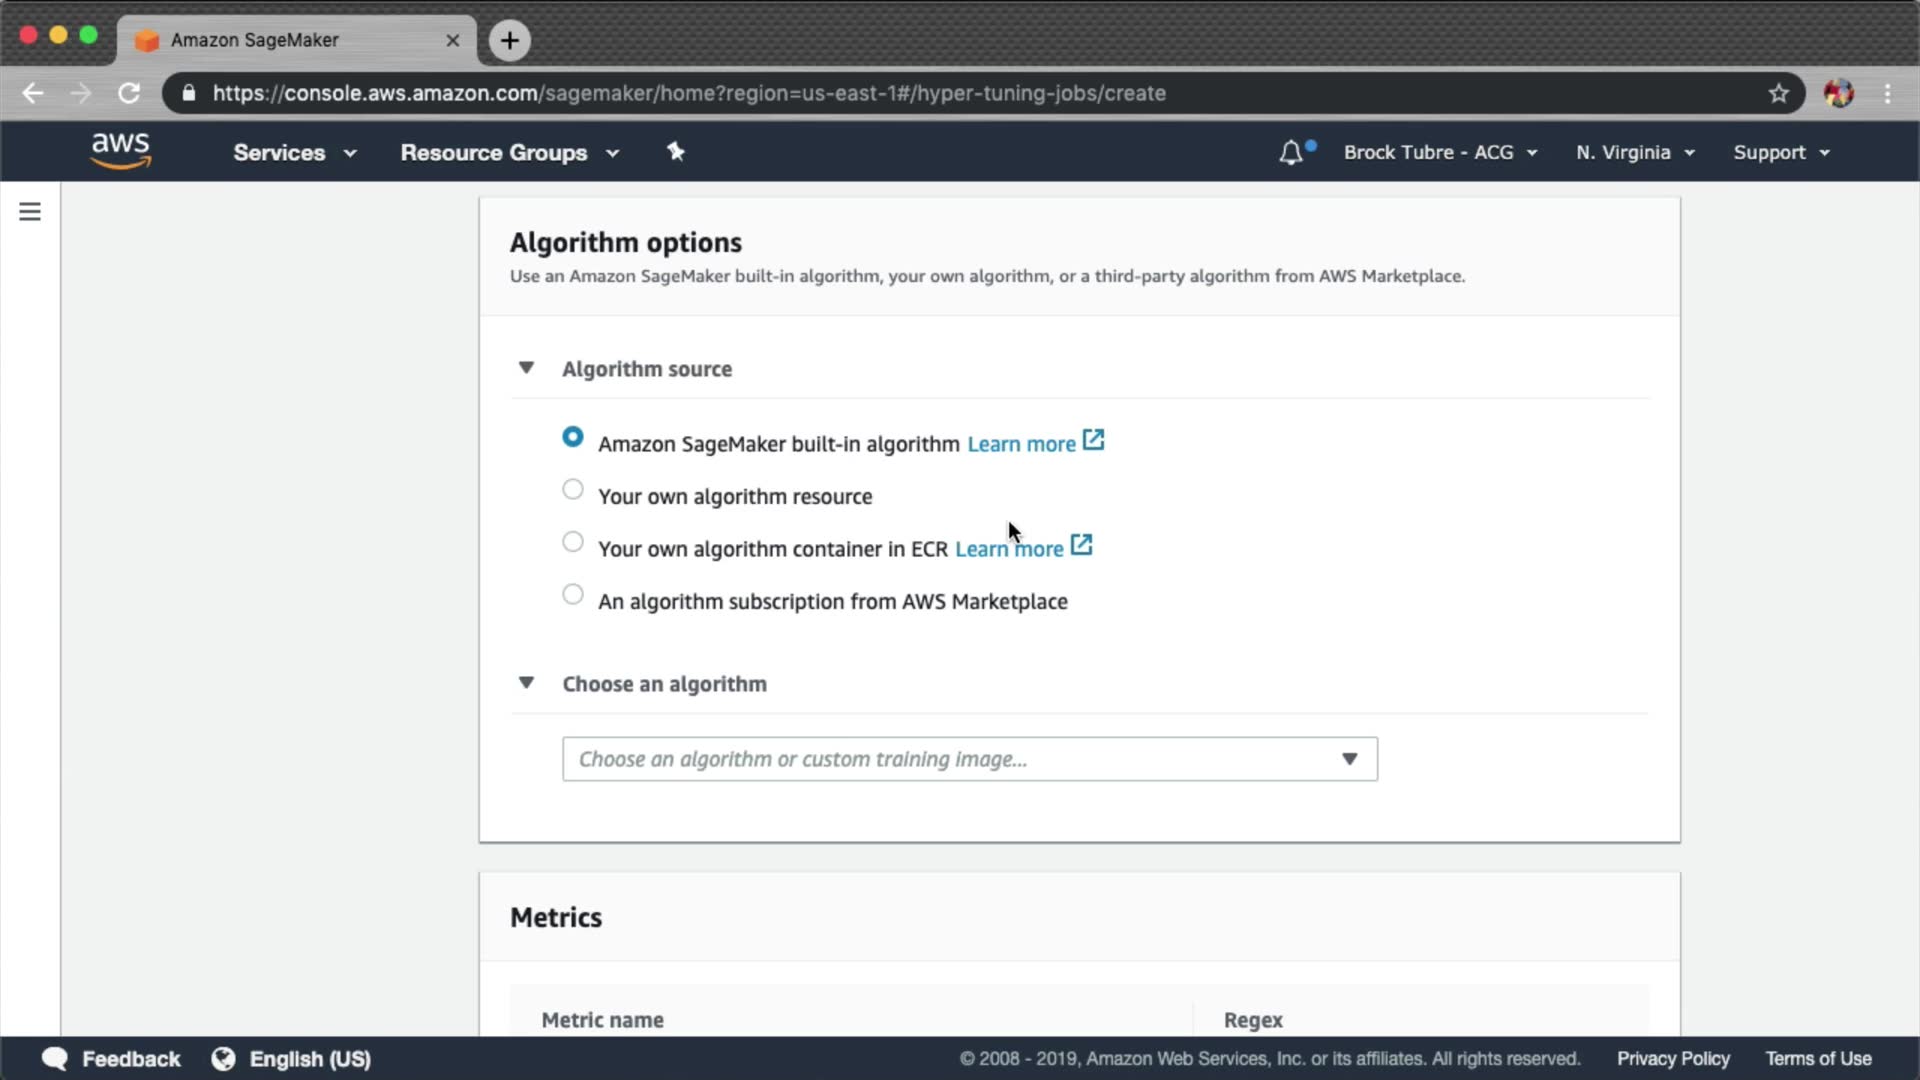 Amazon SageMaker
https://console.aws.amazon.com/sagemaker/home?region=us-east-1#/hyper-tuning-jobs/create
aws
Services
Resource Groups
Brock Tubre - ACG
N. Virginia
Support
Algorithm options
Use an Amazon SageMaker built-in algorithm, your own algorithm, or a third-party algorithm from AWS Marketplace.
Algorithm source
Amazon SageMaker built-in algorithm Learn more
Your own algorithm resource
Your own algorithm container in ECR Learn more
An algorithm subscription from AWS Marketplace
Choose an algorithm
Choose an algorithm or custom training image...
Metrics
Metric name
Regex
Feedback
English (US)
© 2008 - 2019, Amazon Web Services, Inc. or its affiliates. All rights reserved.
Privacy Policy
Terms of Use